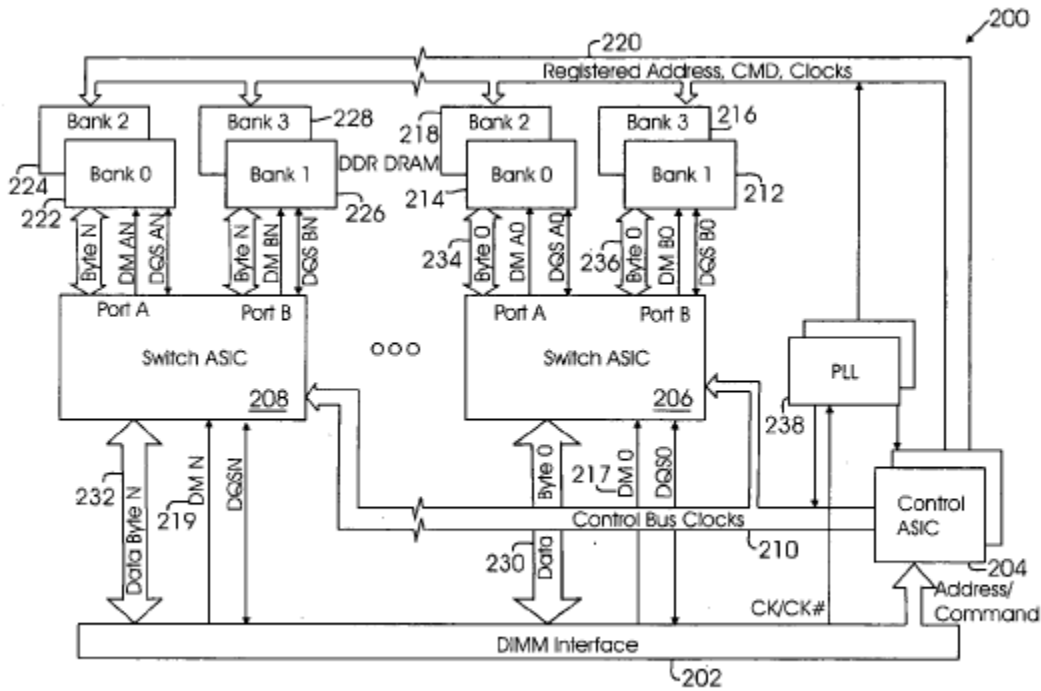 200
220
Registered Address, CMD, Clocks
Bank 2
Bank 3
228
218
Bank 2
Bank 3
216
Bank 0
Bank 1
DDR DRAM
Bank 0
Bank 1
224
222
226
214
212
Byte N
DM AN
DQS AN
Byte N
DM BN
DQS BN
234
Byte 0
DM A0
DQS A0
236
Byte 0
DM B0
DQS B0
Port A
Port B
Port A
Port B
Switch ASIC
Switch ASIC
PLL
208
206
238
232
Data Byte N
219
DM N
DQSN
230
Data Byte 0
217
DM 0
DQS0
Control Bus Clocks
210
Control
ASIC
204
CK/CK#
Address/
Command
DIMM Interface
202